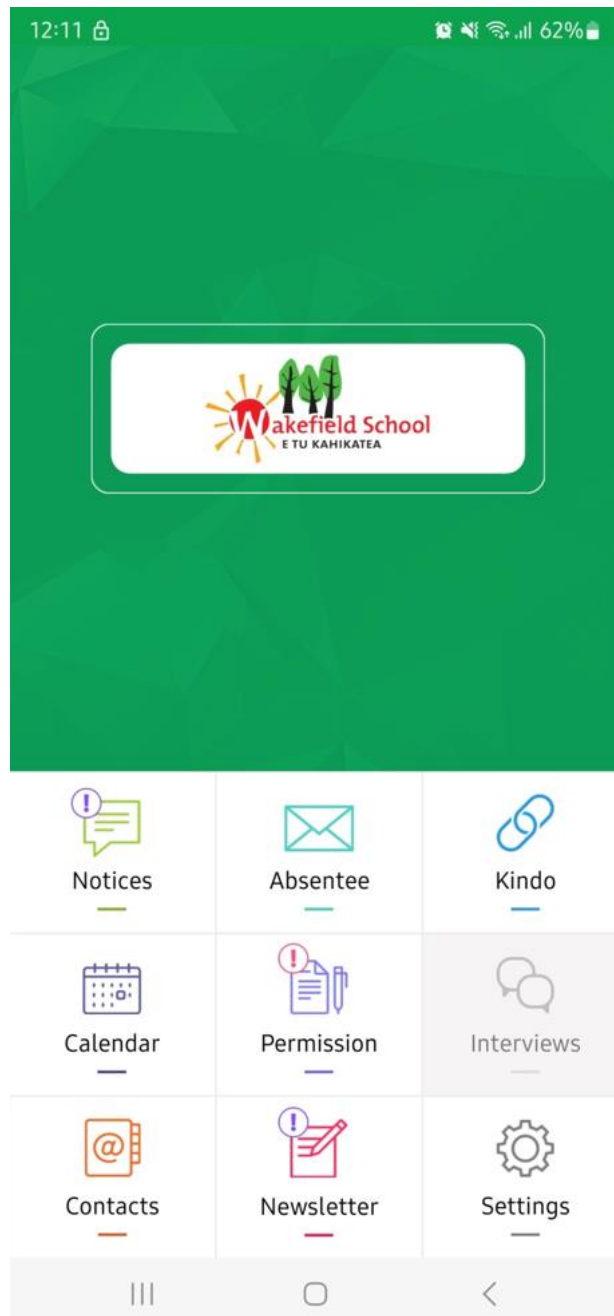 12:11 62%
Wakefield School
E TU KAHIKATEA
Notices Absentee Kindo
Calendar Permission Interviews
Contacts Newsletter Settings